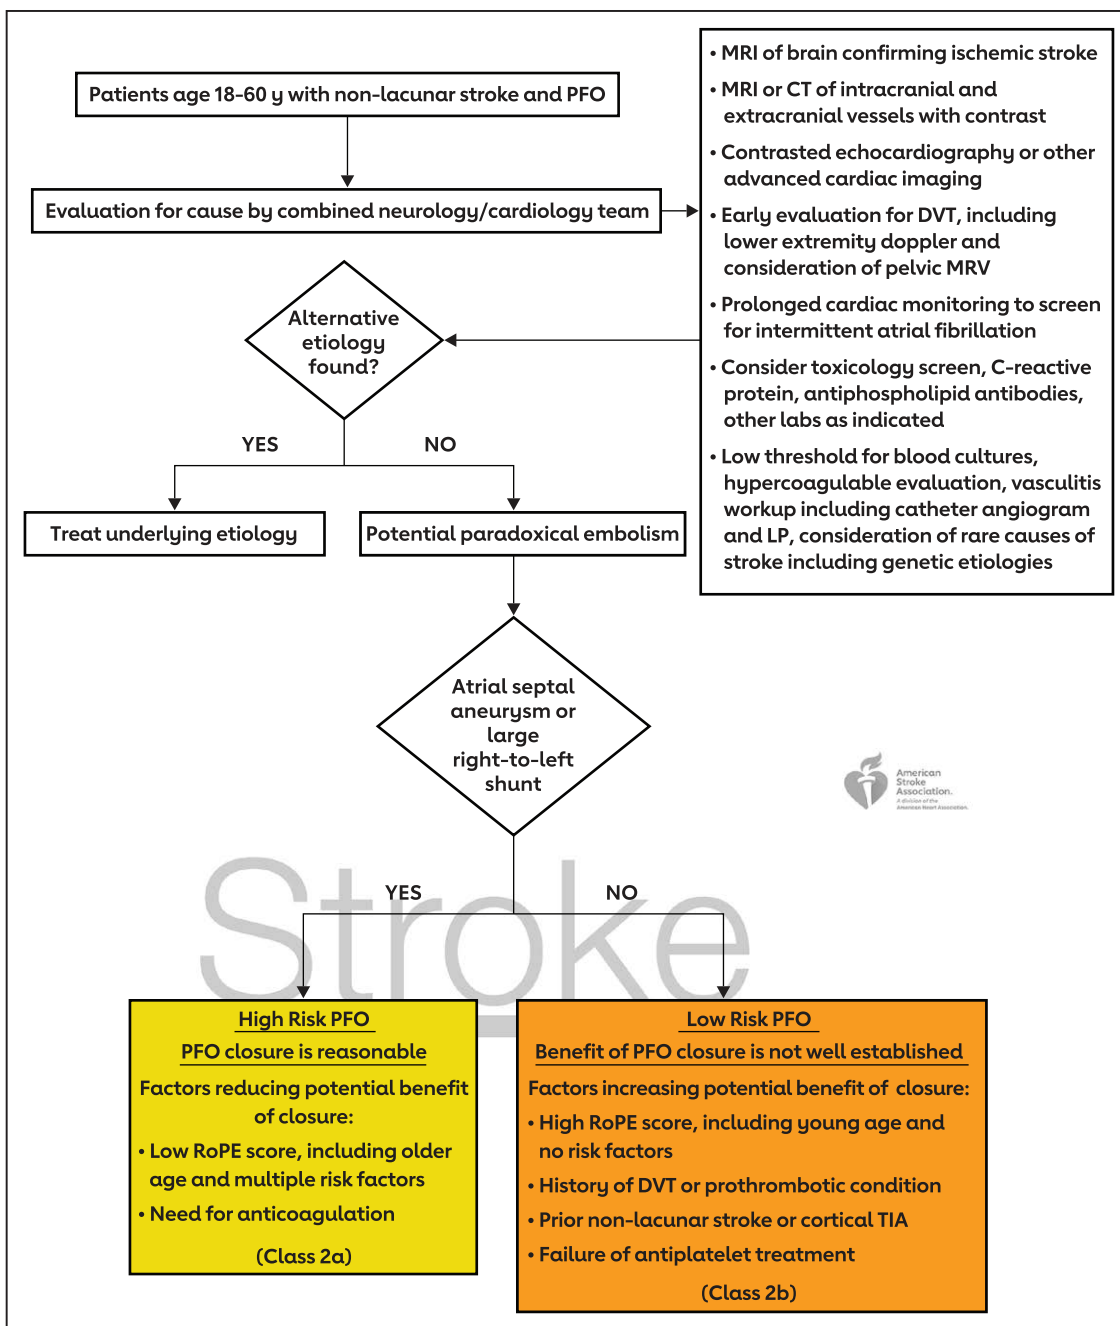 Patients age 18-60 y with non-lacunar stroke and PFO
Evaluation for cause by combined neurology/cardiology team
• MRI of brain confirming ischemic stroke
• MRI or CT of intracranial and
extracranial vessels with contrast
• Contrasted echocardiography or other
advanced cardiac imaging
• Early evaluation for DVT, including
lower extremity doppler and
consideration of pelvic MRV
• Prolonged cardiac monitoring to screen
for intermittent atrial fibrillation
• Consider toxicology screen, C-reactive
protein, antiphospholipid antibodies,
other labs as indicated
• Low threshold for blood cultures,
hypercoagulable evaluation, vasculitis
workup including catheter angiogram
and LP, consideration of rare causes of
stroke including genetic etiologies
Alternative
etiology
found?
YES
NO
Treat underlying etiology
Potential paradoxical embolism
Atrial septal
aneurysm or
large
right-to-left
shunt
American
Stroke
Association.
A division of the
American Heart Association.
Stroke
YES
NO
High Risk PFO
PFO closure is reasonable
Factors reducing potential benefit
of closure:
• Low RoPE score, including older
age and multiple risk factors
• Need for anticoagulation
(Class 2a)
Low Risk PFO
Benefit of PFO closure is not well established
Factors increasing potential benefit of closure:
• High RoPE score, including young age and
no risk factors
• History of DVT or prothrombotic condition
• Prior non-lacunar stroke or cortical TIA
• Failure of antiplatelet treatment
(Class 2b)